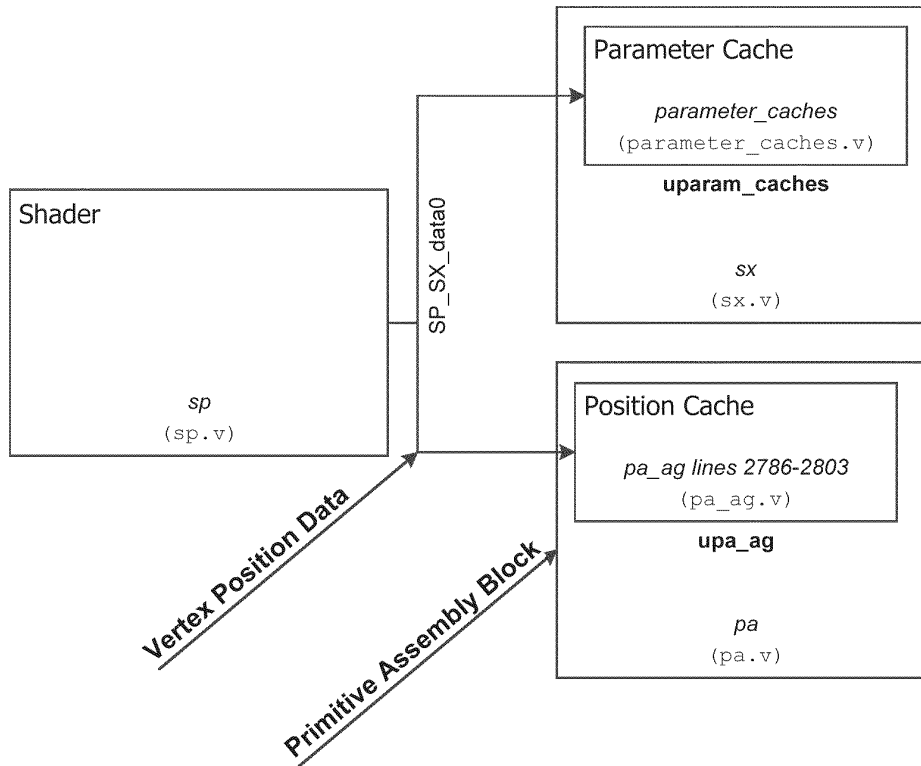 Parameter Cache
parameter_caches
(parameter_caches.v)
uparam_caches
sx
(sx.v)
Shader
sp
(sp.v)
SP_SX_data0
Position Cache
pa_ag lines 2786-2803
(pa_ag.v)
upa_ag
pa
(pa.v)
Vertex Position Data
Primitive Assembly Block